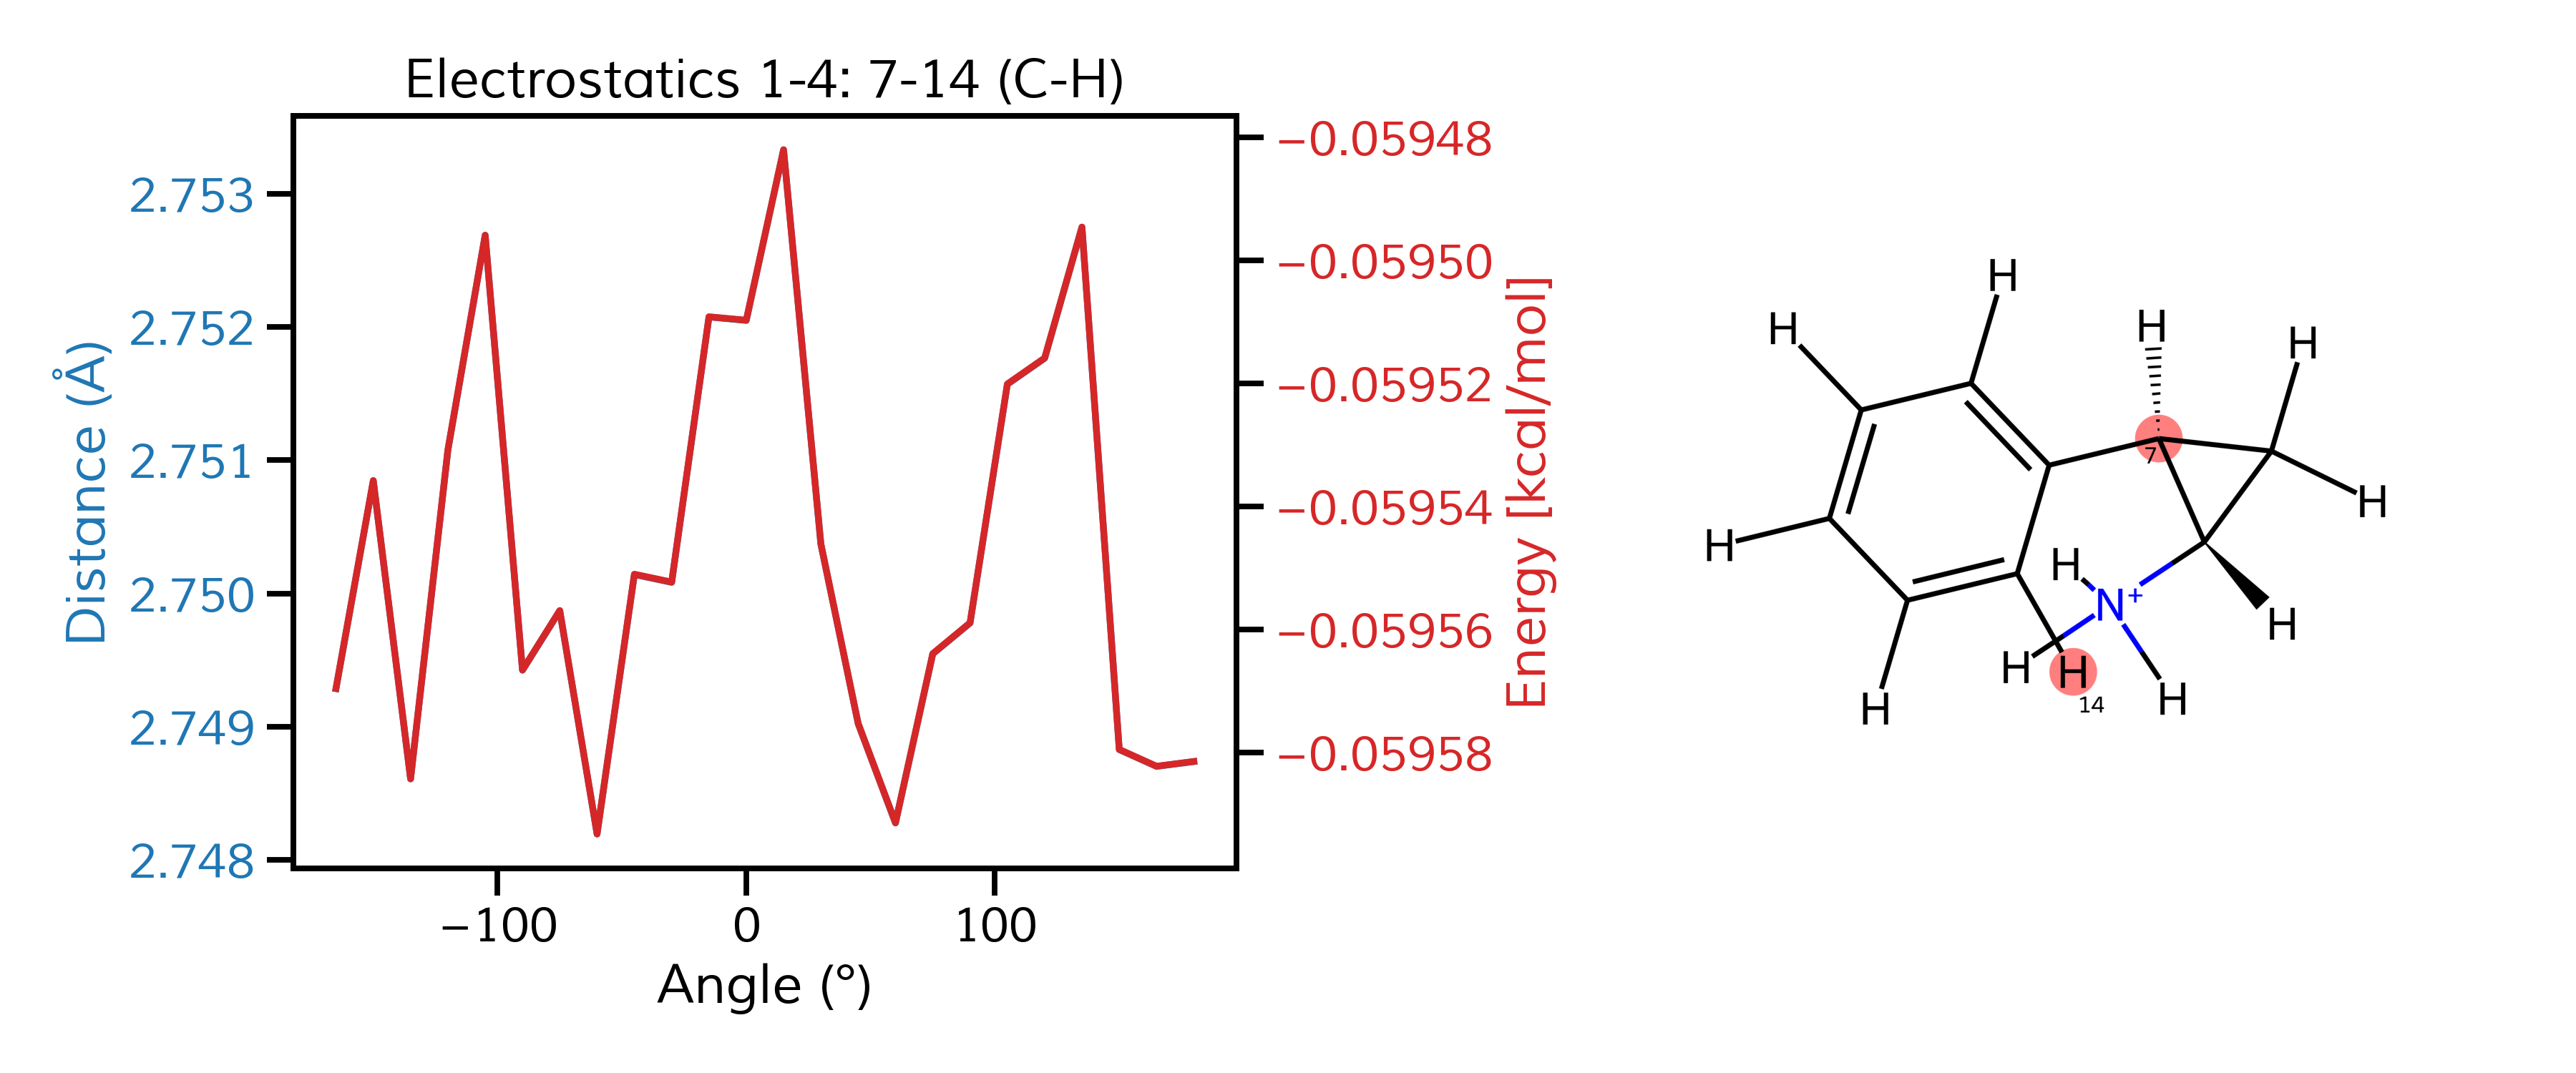 Electrostatics 1-4: 7-14 (C-H)
Distance (Å)
2.753
2.752
2.751
2.750
2.749
2.748
−100
0
100
Angle (°)
−0.05948
−0.05950
−0.05952
−0.05954
−0.05956
−0.05958
Energy [kcal/mol]
H
H
H
H
7
H
H
H
N+
H
H
H
14
H
H